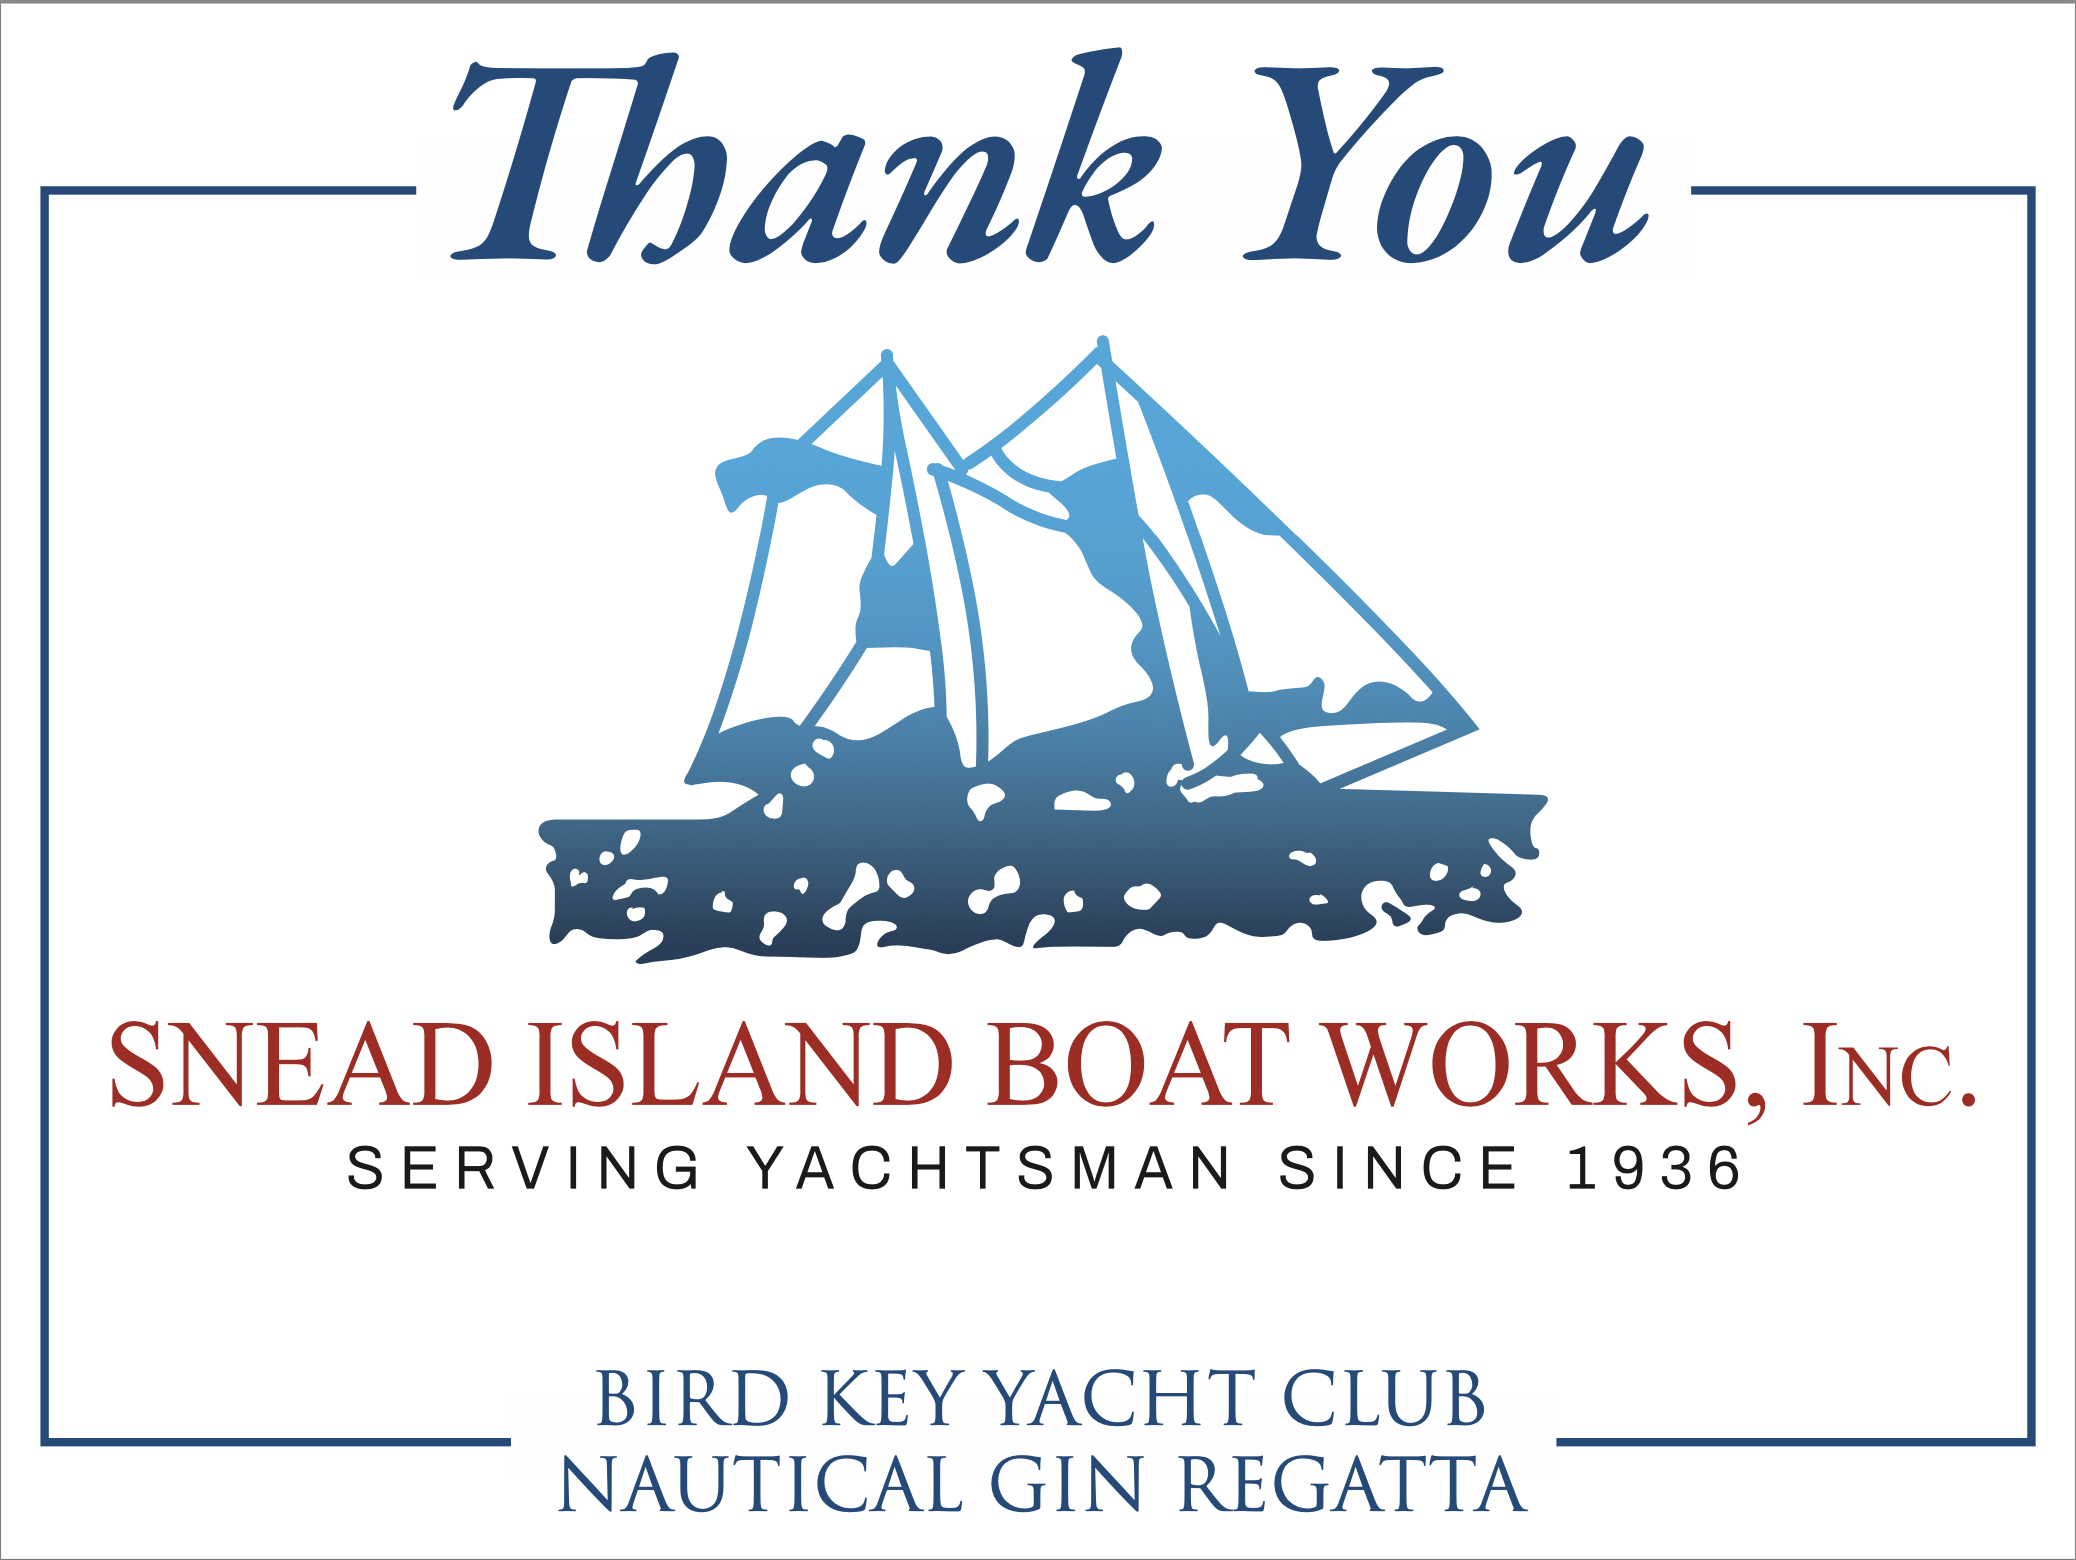 Thank You
SNEAD ISLAND BOAT WORKS, INC.
SERVING YACHTSMAN SINCE 1936
BIRD KEY YACHT CLUB
NAUTICAL GIN REGATTA